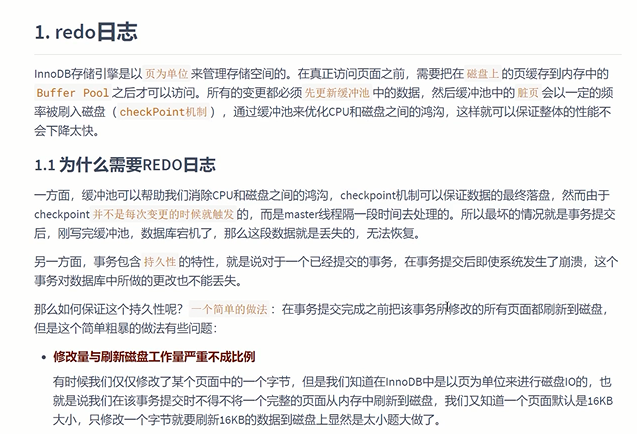 1. redo日志
InnoDB存储引擎是以 页为单位 来管理存储空间的。在真正访问页面之前，需要把在 磁盘上 的页缓存到内存中的
Buffer Pool 之后才可以访问。所有的变更都必须 先更新缓冲池 中的数据，然后缓冲池中的 脏页 会以一定的频
率被刷入磁盘（ checkPoint机制 ），通过缓冲池来优化CPU和磁盘之间的鸿沟，这样就可以保证整体的性能不
会下降太快。
1.1 为什么需要REDO日志
一方面，缓冲池可以帮助我们消除CPU和磁盘之间的鸿沟，checkpoint机制可以保证数据的最终落盘，然而由于
checkpoint 并不是每次变更的时候就触发 的，而是master线程隔一段时间去处理的。所以最坏的情况就是事务提交
后，刚写完缓冲池，数据库宕机了，那么这段数据就是丢失的，无法恢复。
另一方面，事务包含 持久性 的特性，就是说对于一个已经提交的事务，在事务提交后即使系统发生了崩溃，这个
事务对数据库中所做的更改也不能丢失。
那么如何保证这个持久性呢？ 一个简单的做法 ：在事务提交完成之前把该事务所修改的所有页面都刷新到磁盘，
但是这个简单粗暴的做法有些问题：
• 修改量与刷新磁盘工作量严重不成比例
有时候我们仅仅修改了某个页面中的一个字节，但是我们知道在InnoDB中是以页为单位来进行磁盘IO的，也
就是说我们在该事务提交时不得不将一个完整的页面从内存中刷新到磁盘，我们又知道一个页面默认是16KB
大小，只修改一个字节就要刷新16KB的数据到磁盘上显然是太小题大做了。